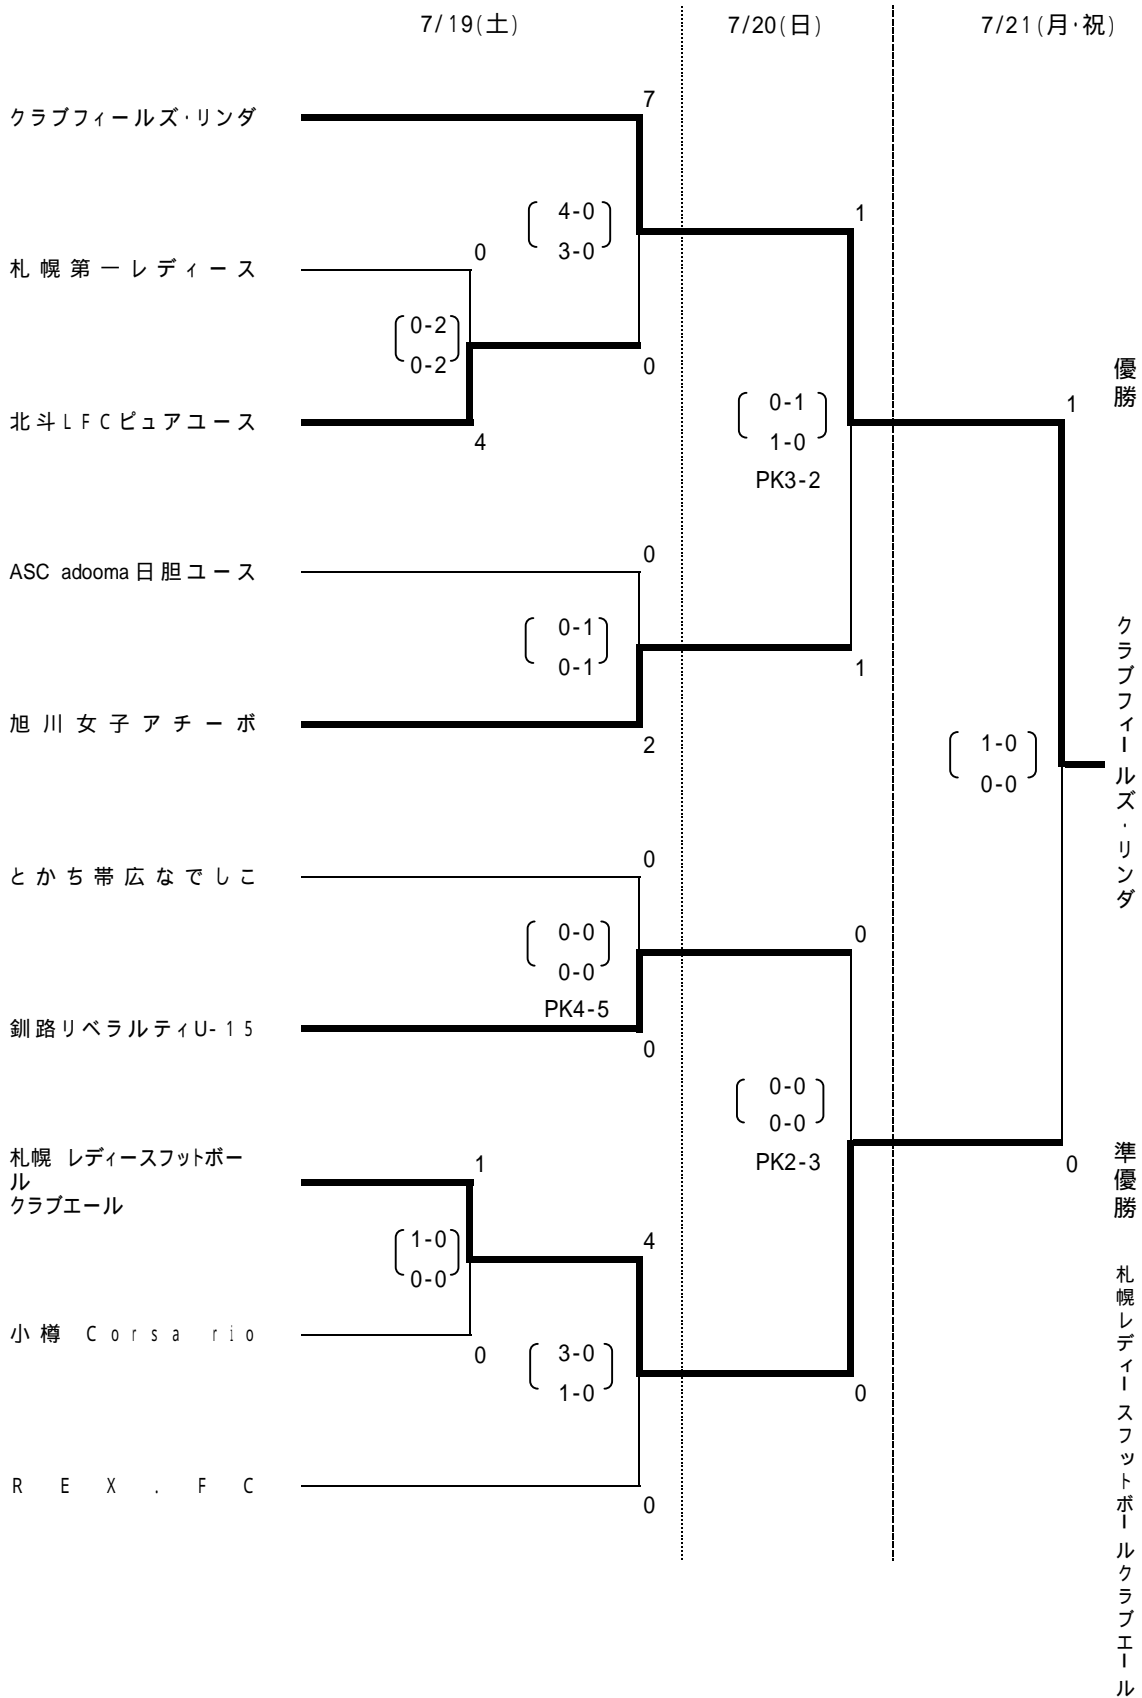 7/19(土) 7/20(日) 7/21(月・祝)
7
クラブフィールズ・リンダ
4-0
3-0
1
0
札幌第一レディース
0-2
0-2
0
優勝
1
0-1
1-0
PK3-2
北斗LFCピュアユース
4
0
ASC adooma日胆ユース
0-1
0-1
1
クラブフィールズ・リンダ
旭川女子アチーボ
2
1-0
0-0
0
とかち帯広なでしこ
0-0
0-0
PK4-5
0
釧路リベラルティU-15
0
0-0
0-0
PK2-3
0
準優勝
札幌レディースフットボールクラブエール
札幌 レディースフットボー
ル
クラブエール
1
1-0
0-0
4
小樽 Corsa rio
0
3-0
1-0
0
REX.FC
0